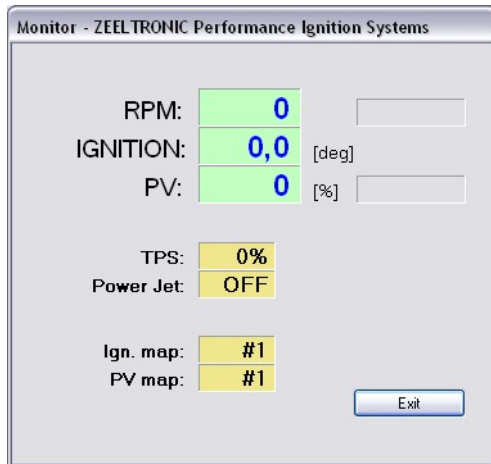 Monitor - ZEELTRONIC Performance Ignition Systems
RPM: 0
IGNITION: 0,0 [deg]
PV: 0 [%]
TPS: 0%
Power Jet: OFF
Ign. map: #1
PV map: #1
Exit